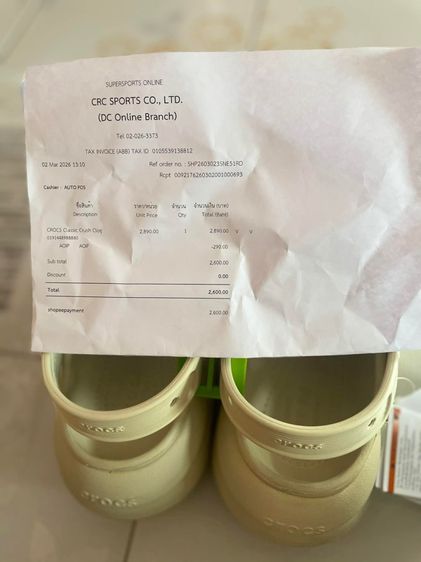 SUPERSPORTS ONLINE
CRC SPORTS CO., LTD.
(DC Online Branch)
Tel. 02-026-3373
TAX INVOICE (ABB) TAX ID 0105539138812
02 Mar 2026 13:10 Ref order no. : SHP2603023SNE51RD
Rcpt 0092176260302001000693
Cashier : AUTO POS
ชื่อสินค้า ราคา/หน่วย จำนวน จำนวนเงิน (บาท)
Description Unit Price Qty Total (Baht)
CROCS Classic Crush Clog 2,890.00 1 2,890.00 V V
AOIP AOIP -290.00
Sub total 2,600.00
Discount 0.00
Total 2,600.00
shopeepayment 2,600.00
crocs crocs
crocs crocs